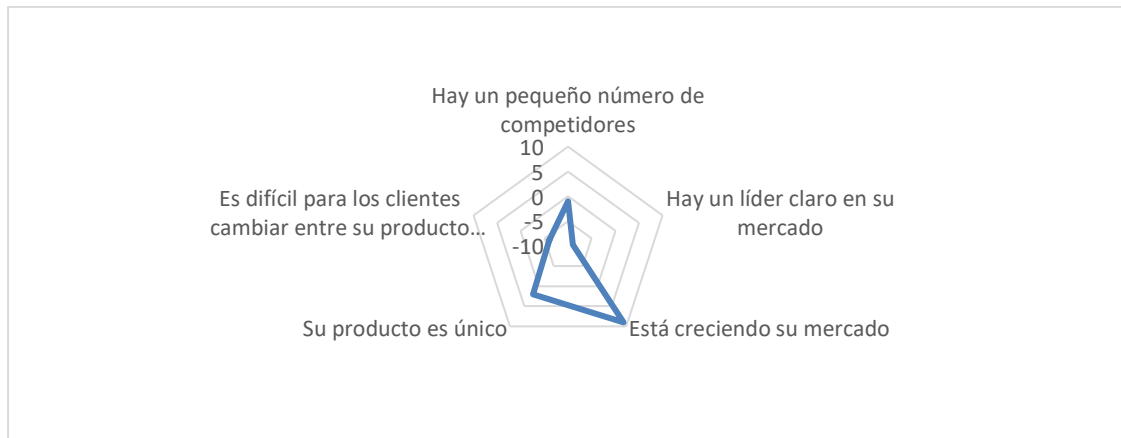 Hay un pequeño número de
competidores
10
5
0
-5
-10
Es difícil para los clientes
cambiar entre su producto...
Hay un líder claro en su
mercado
Su producto es único
Está creciendo su mercado